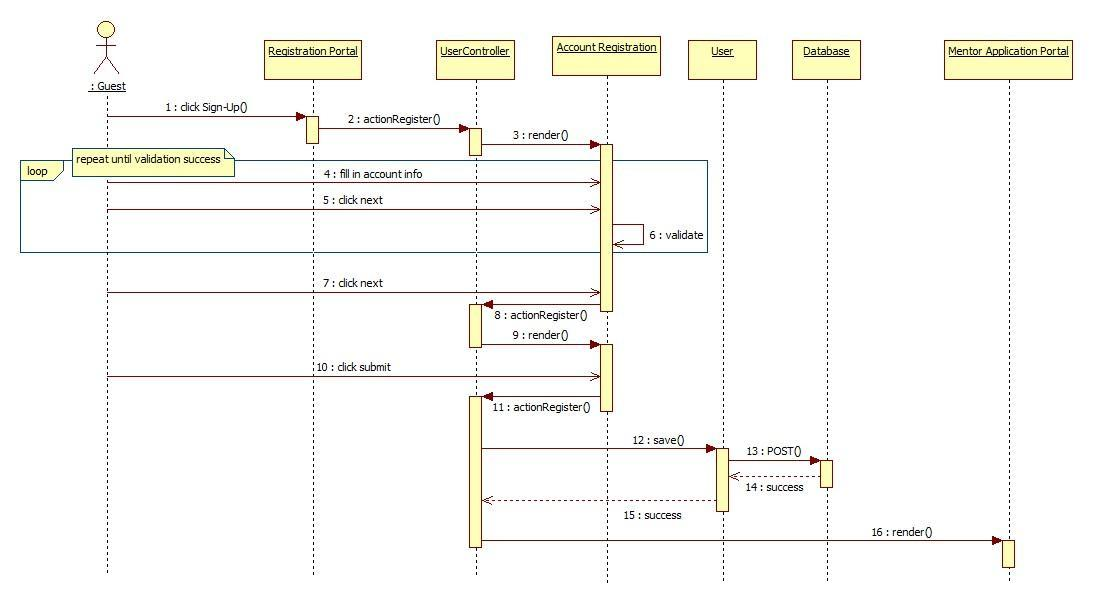 Registration Portal
UserController
Account Registration
User
Database
Mentor Application Portal
: Guest
1 : click Sign-Up()
2 : actionRegister()
3 : render()
loop
repeat until validation success
4 : fill in account info
5 : click next
6 : validate
7 : click next
8 : actionRegister()
9 : render()
10 : click submit
11 : actionRegister()
12 : save()
13 : POST()
14 : success
15 : success
16 : render()